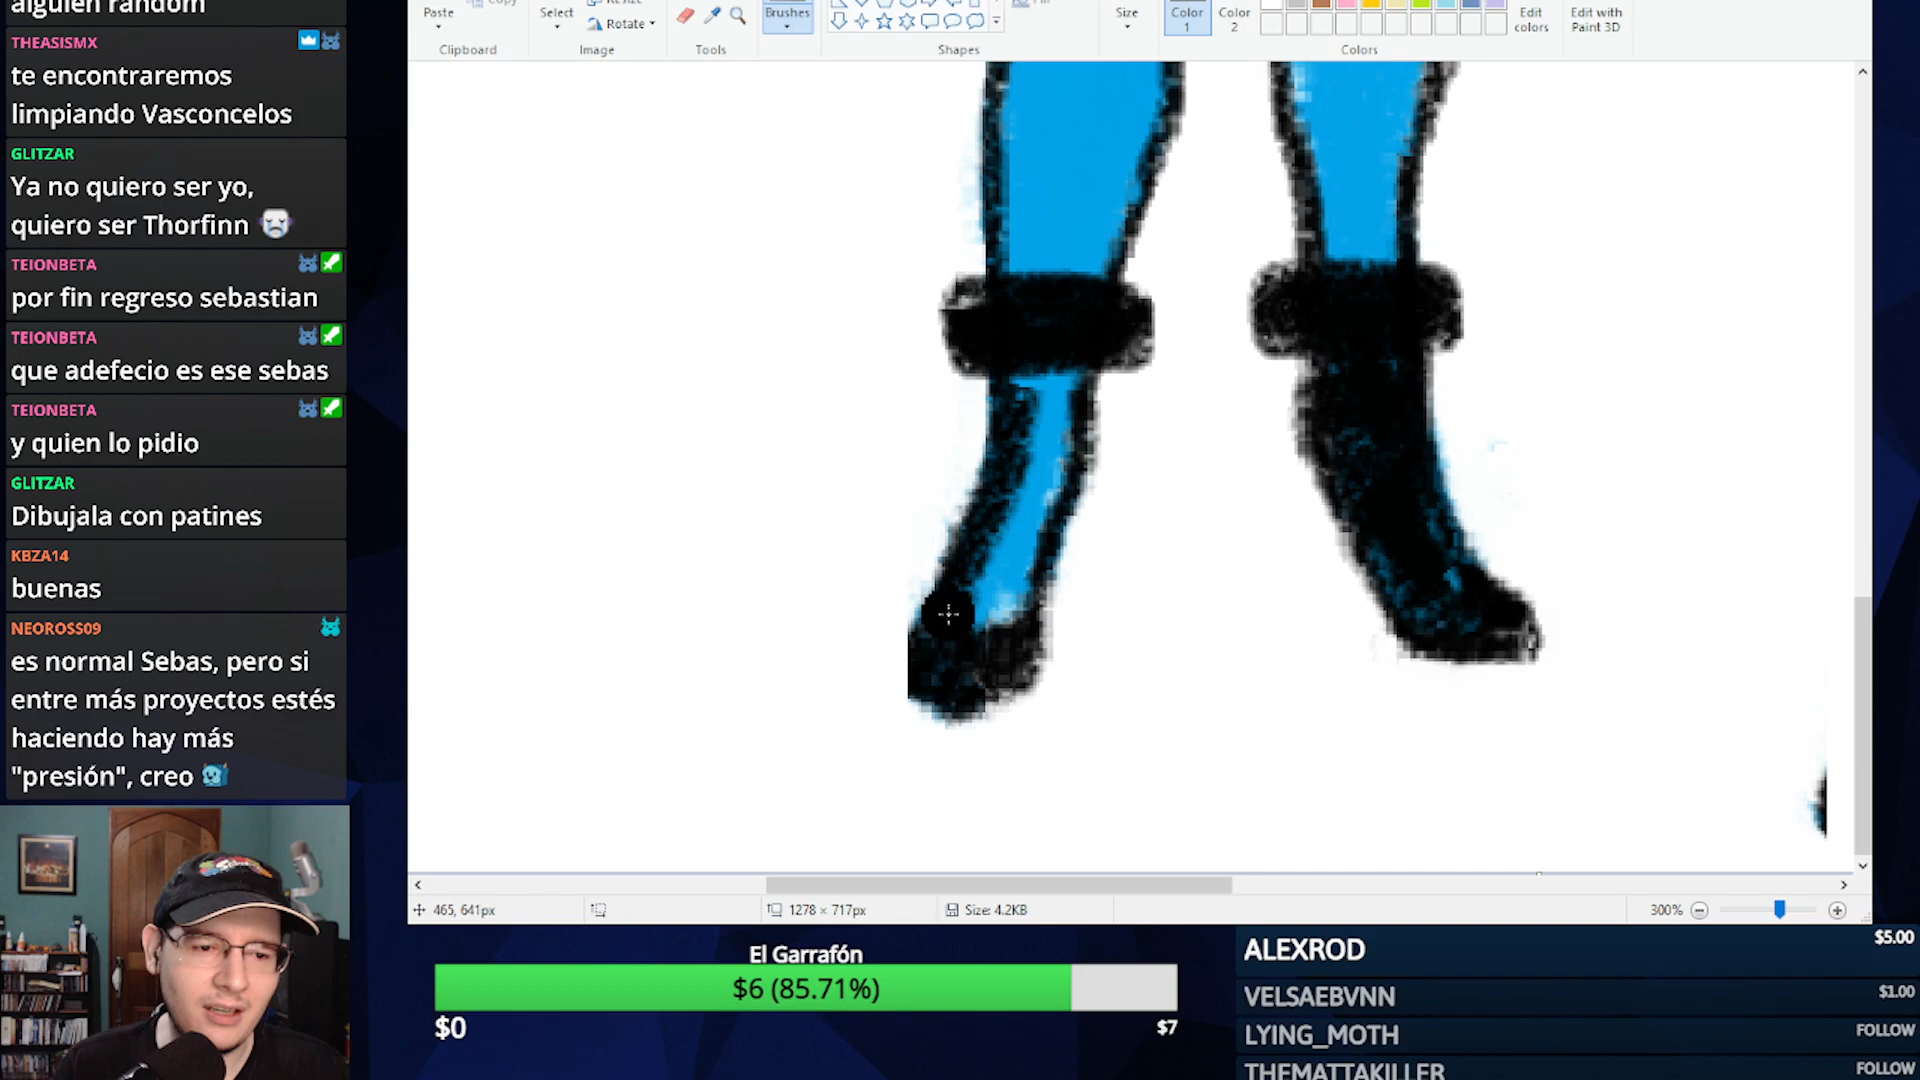 alguien random
THEASISMX
te encontraremos
limpiando Vasconcelos
GLITZAR
Ya no quiero ser yo,
quiero ser Thorfinn
TEIONBETA
por fin regreso sebastian
TEIONBETA
que adefecio es ese sebas
TEIONBETA
y quien lo pidio
GLITZAR
Dibujala con patines
KBZA14
buenas
NEOROSS09
es normal Sebas, pero si
entre más proyectos estés
haciendo hay más
"presión", creo
Paste
Copy
Clipboard
Select
Rotate
Image
Tools
Brushes
Shapes
Size
Color
1
Color
2
Colors
Edit
colors
Edit with
Paint 3D
465, 641px
1278 × 717px
Size: 4.2KB
300%
El Garrafón
$6 (85.71%)
$0
$7
ALEXROD
$5.00
VELSAEBVNN
$1.00
LYING_MOTH
FOLLOW
THEMATTAKILLER
FOLLOW